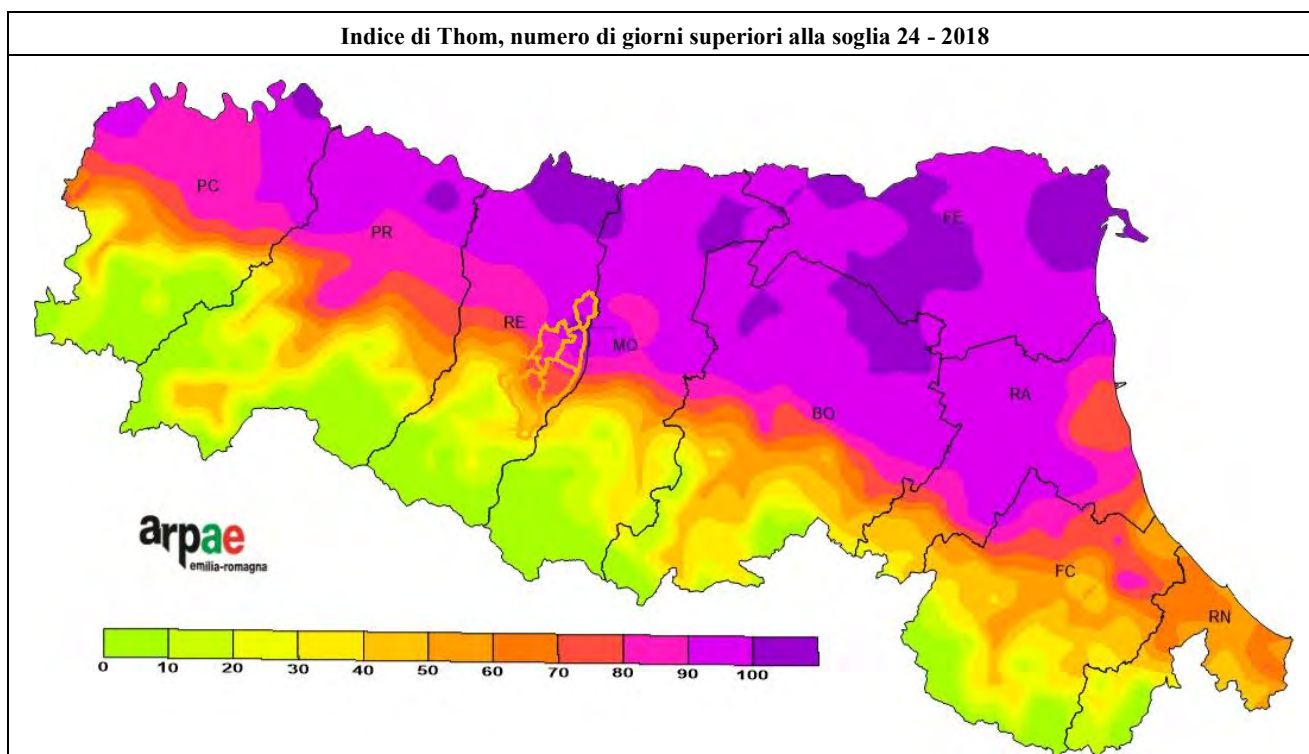 Indice di Thom, numero di giorni superiori alla soglia 24 - 2018
PC
PR
RE
MO
BO
FE
RA
FC
RN
arpae
emilia-romagna
0 10 20 30 40 50 60 70 80 90 100